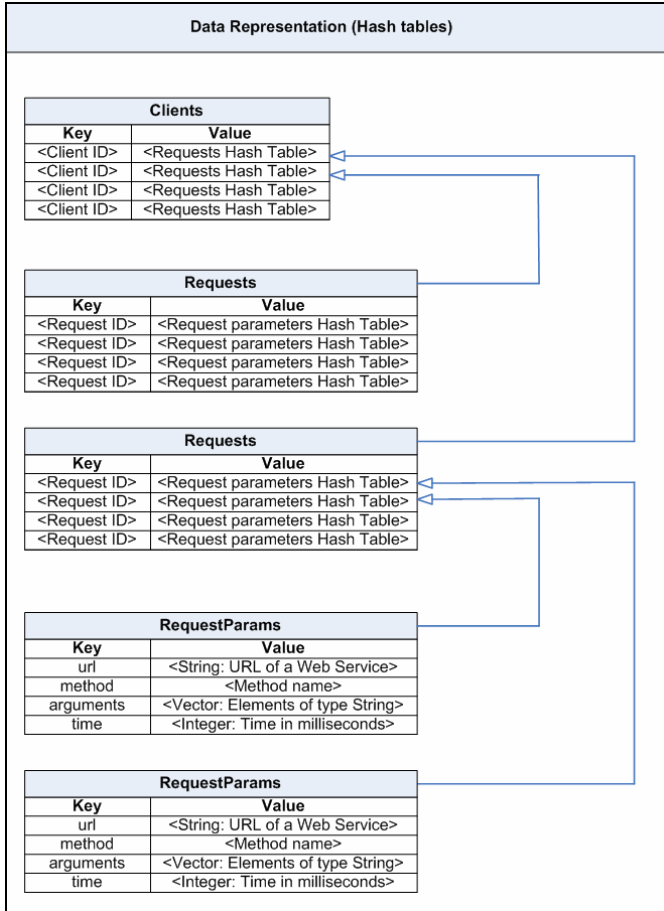 Data Representation (Hash tables)
Clients
Key Value
<Client ID> <Requests Hash Table>
<Client ID> <Requests Hash Table>
<Client ID> <Requests Hash Table>
<Client ID> <Requests Hash Table>
Requests
Key Value
<Request ID> <Request parameters Hash Table>
<Request ID> <Request parameters Hash Table>
<Request ID> <Request parameters Hash Table>
<Request ID> <Request parameters Hash Table>
Requests
Key Value
<Request ID> <Request parameters Hash Table>
<Request ID> <Request parameters Hash Table>
<Request ID> <Request parameters Hash Table>
<Request ID> <Request parameters Hash Table>
RequestParams
Key Value
url <String: URL of a Web Service>
method <Method name>
arguments <Vector: Elements of type String>
time <Integer: Time in milliseconds>
RequestParams
Key Value
url <String: URL of a Web Service>
method <Method name>
arguments <Vector: Elements of type String>
time <Integer: Time in milliseconds>